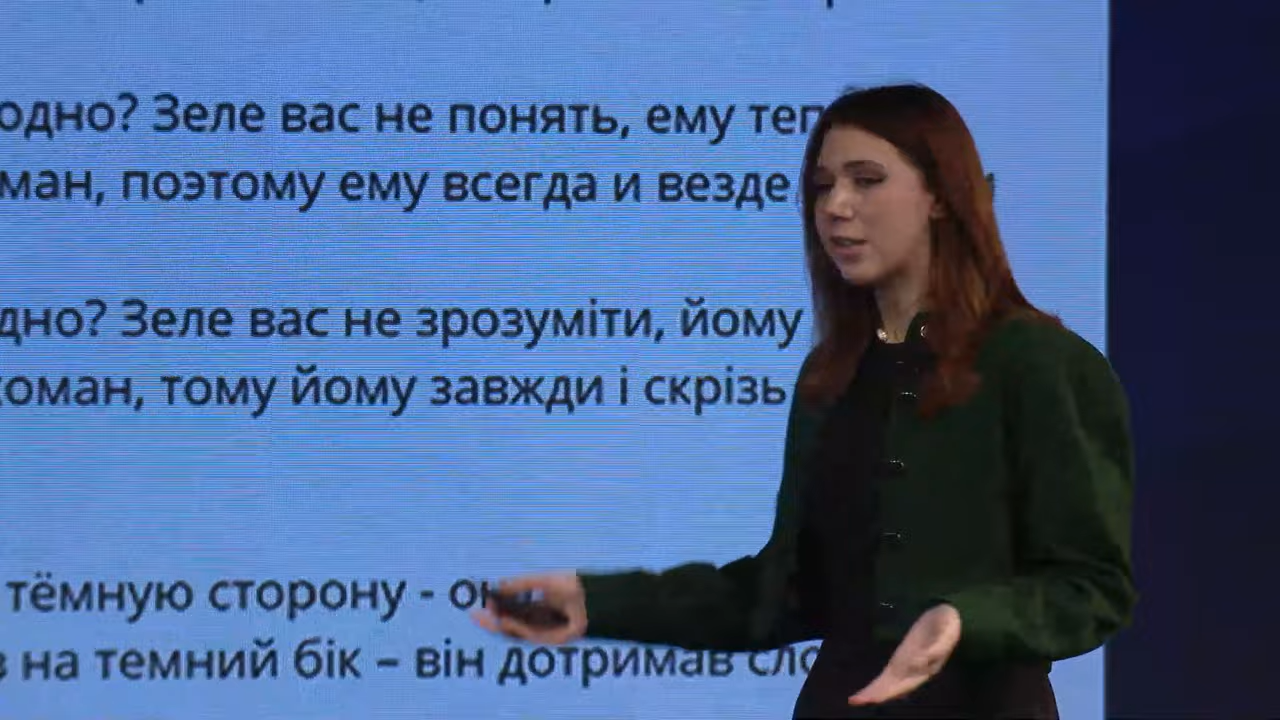 одно? Зеле вас не понять, ему теп
ман, поэтому ему всегда и везде
дно? Зеле вас не зрозуміти, йому
коман, тому йому завжди і скрізь
тёмную сторону - он
в на темний бік – він дотримав сло